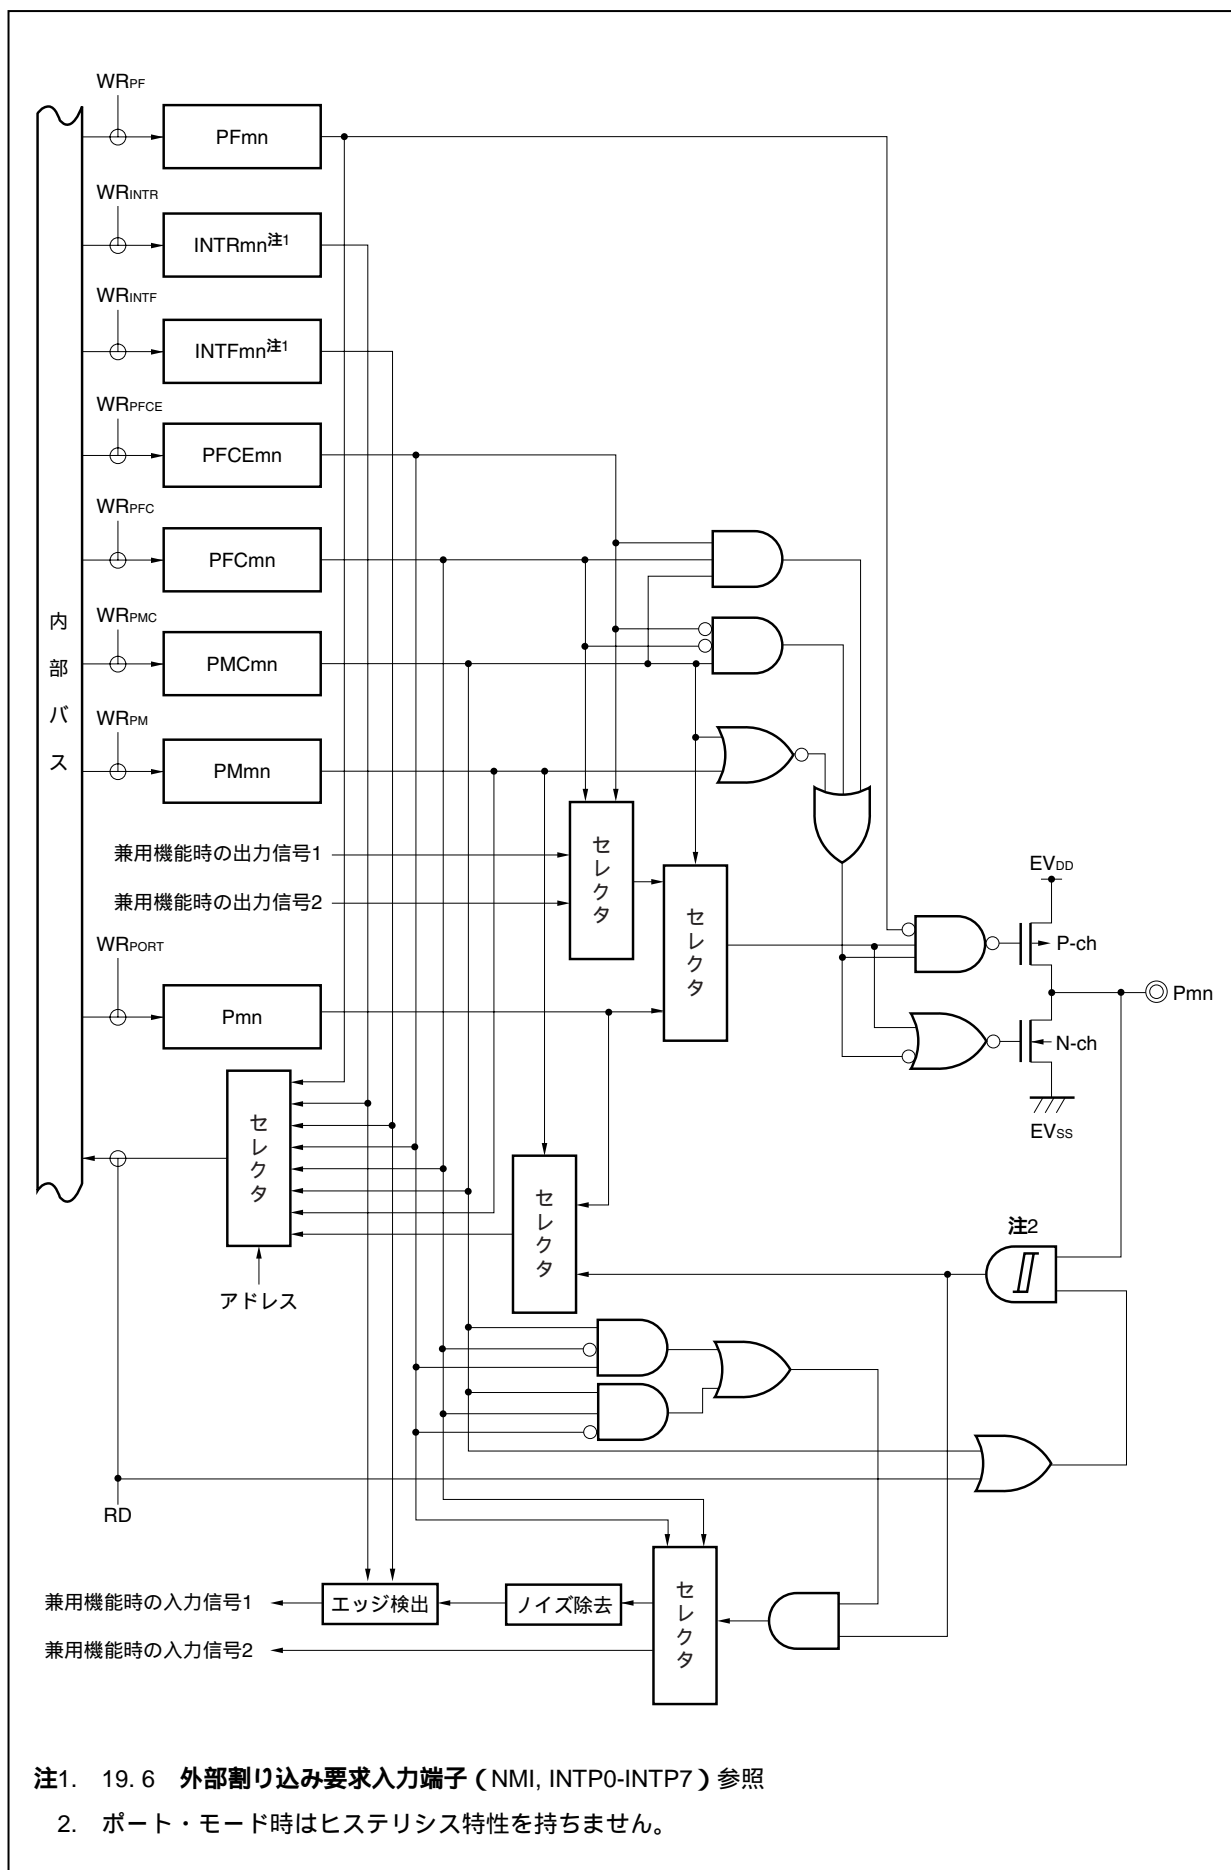 WRPF
PFmn
WRINTR
INTRmn注1
WRINTF
INTFmn注1
WRPFCE
PFCEmn
WRPFC
PFCmn
内部バス
WRPMC
PMCmn
WRPM
PMmn
兼用機能時の出力信号1
兼用機能時の出力信号2
セレクタ
セレクタ
EVDD
P-ch
Pmn
N-ch
EVSS
WRPORT
Pmn
セレクタ
セレクタ
注2
アドレス
RD
兼用機能時の入力信号1
エッジ検出
ノイズ除去
セレクタ
兼用機能時の入力信号2
注1. 19. 6 外部割り込み要求入力端子（NMI, INTP0-INTP7）参照
2. ポート・モード時はヒステリシス特性を持ちません。